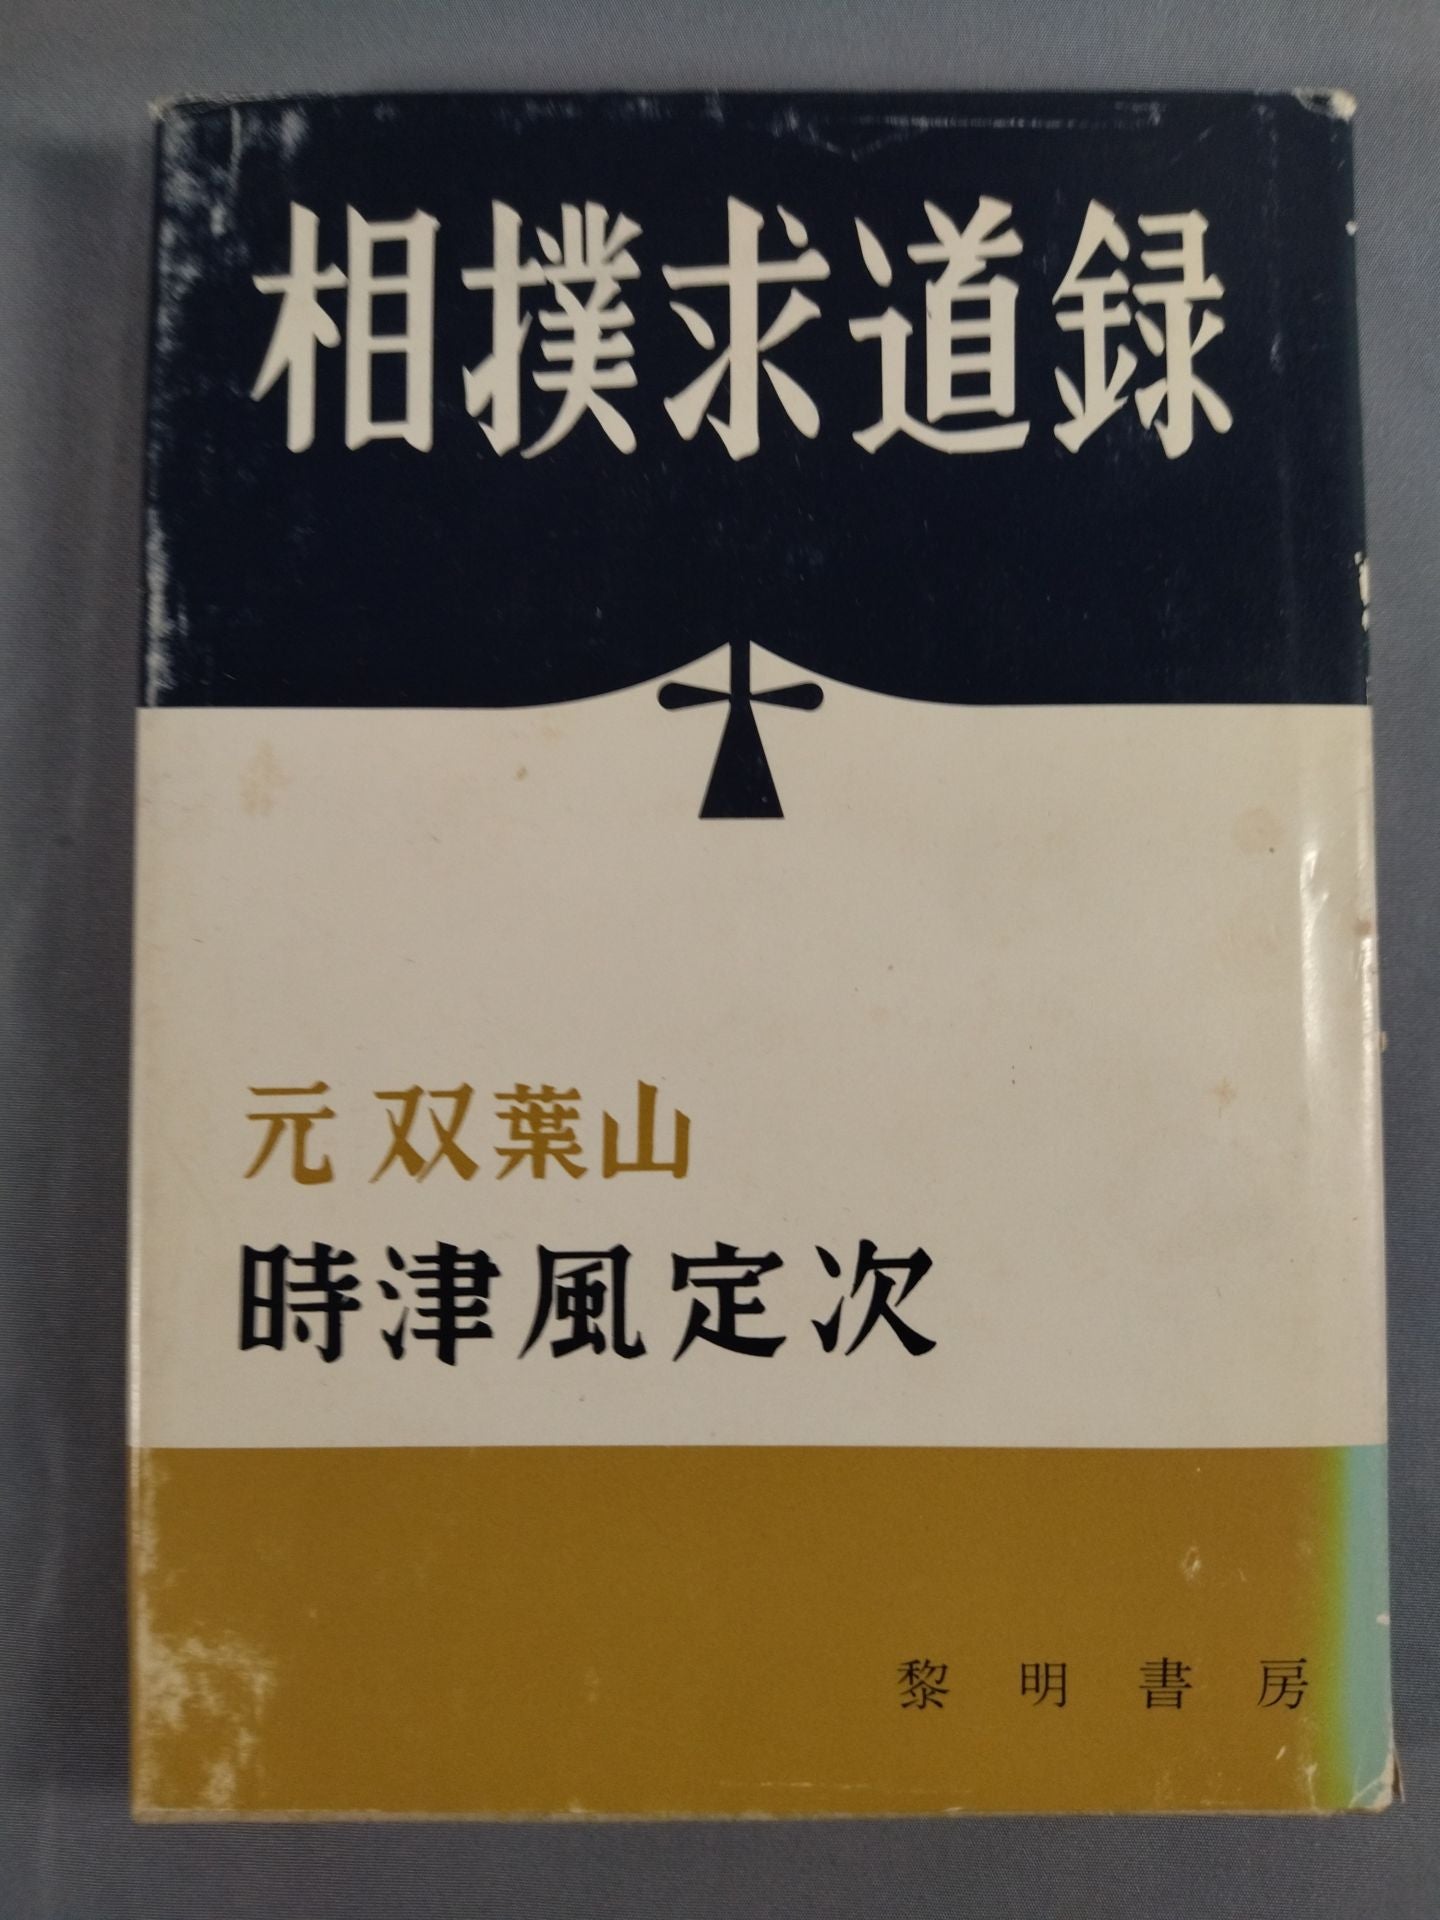 相撲求道録
元 双葉山
時津風定次
黎明書房